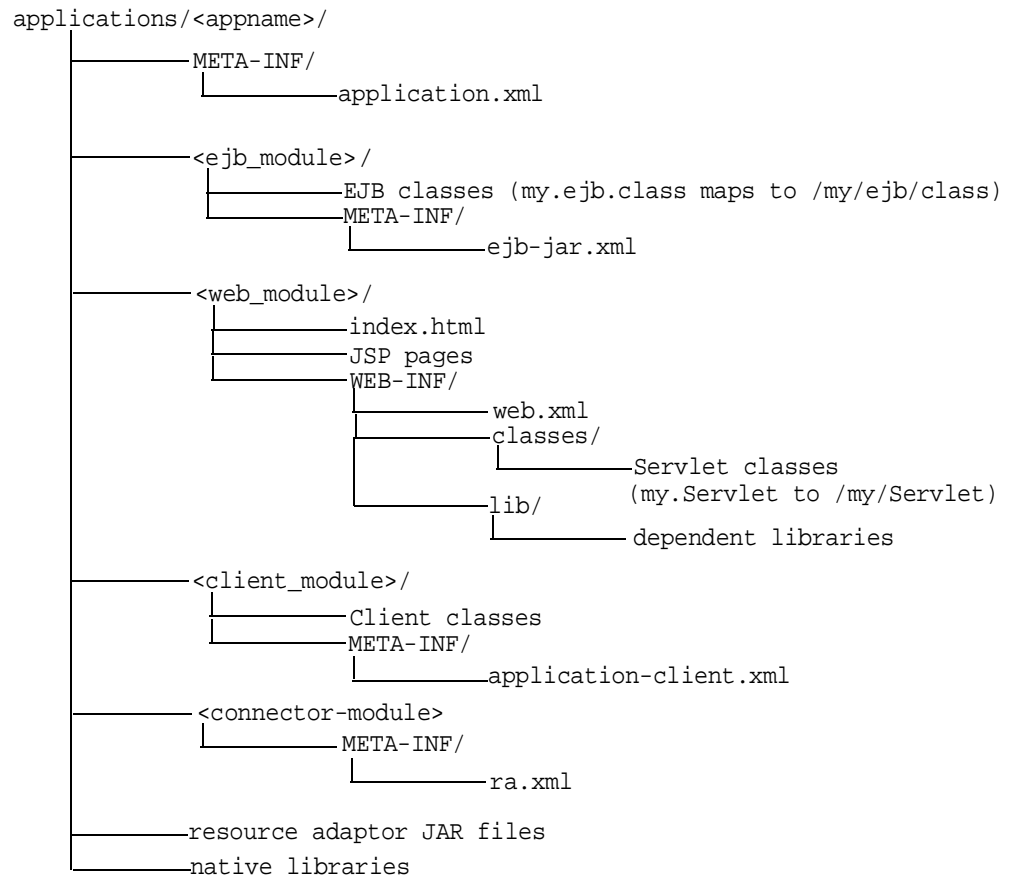 applications/<appname>/
META-INF/
application.xml
<ejb_module>/
EJB classes (my.ejb.class maps to /my/ejb/class)
META-INF/
ejb-jar.xml
<web_module>/
index.html
JSP pages
WEB-INF/
web.xml
classes/
Servlet classes
(my.Servlet to /my/Servlet)
lib/
dependent libraries
<client_module>/
Client classes
META-INF/
application-client.xml
<connector-module>
META-INF/
ra.xml
resource adaptor JAR files
native libraries